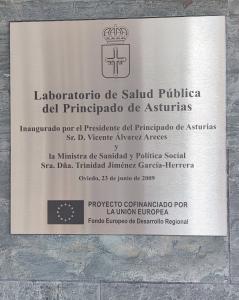 Laboratorio de Salud Pública
del Principado de Asturias
Inaugurado por el Presidente del Principado de Asturias
Sr. D. Vicente Álvarez Areces
y
la Ministra de Sanidad y Política Social
Sra. Dña. Trinidad Jiménez García-Herrera
Oviedo, 23 de junio de 2009
PROYECTO COFINANCIADO POR
LA UNIÓN EUROPEA
Fondo Europeo de Desarrollo Regional